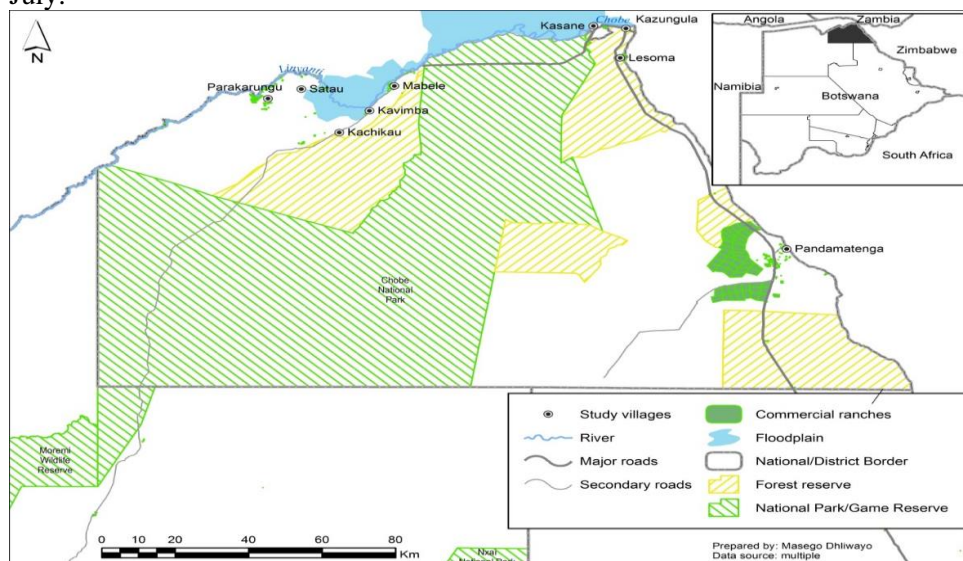 July.
N
Kasane
Chobe
Kazungula
Lesoma
Linyanti
Parakarungu
Satau
Mabele
Kavimba
Kachikau
Pandamatenga
Chobe
National
Park
Moremi
Wildlife
Reserve
Nxai
National Park
Angola
Zambia
Zimbabwe
Namibia
Botswana
South Africa
Study villages
River
Major roads
Secondary roads
Commercial ranches
Floodplain
National/District Border
Forest reserve
National Park/Game Reserve
0 10 20 40 60 80
Km
Prepared by: Masego Dhliwayo
Data source: multiple